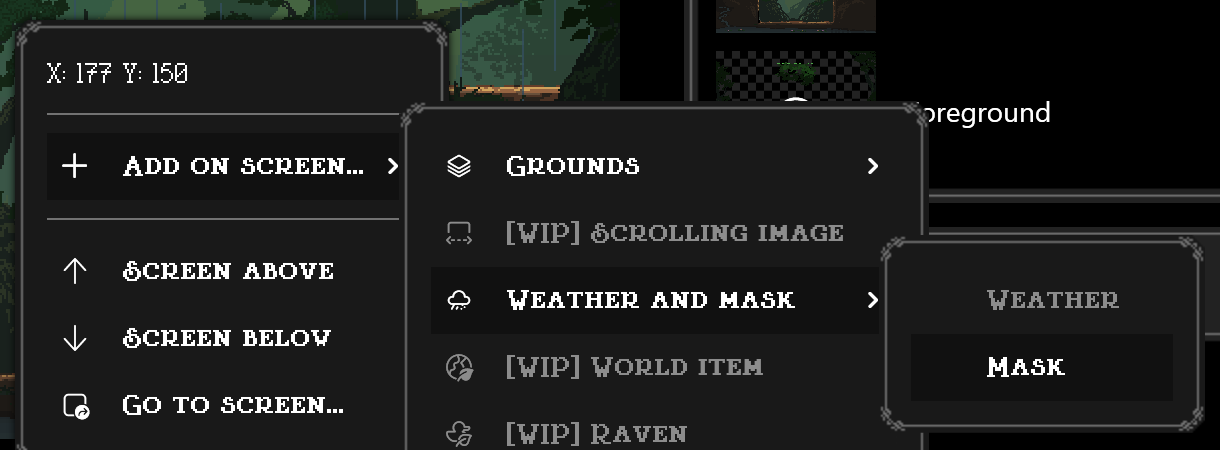 X: 177 Y: 150
Add on screen...
Screen above
Screen below
Go to screen...
Grounds
[WIP] Scrolling image
Weather and mask
[WIP] World item
[WIP] Raven
Weather
Mask
oreground